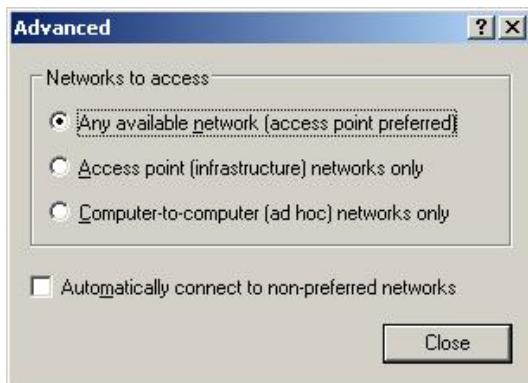 Advanced
Networks to access
Any available network (access point preferred)
Access point (infrastructure) networks only
Computer-to-computer (ad hoc) networks only
Automatically connect to non-preferred networks
Close